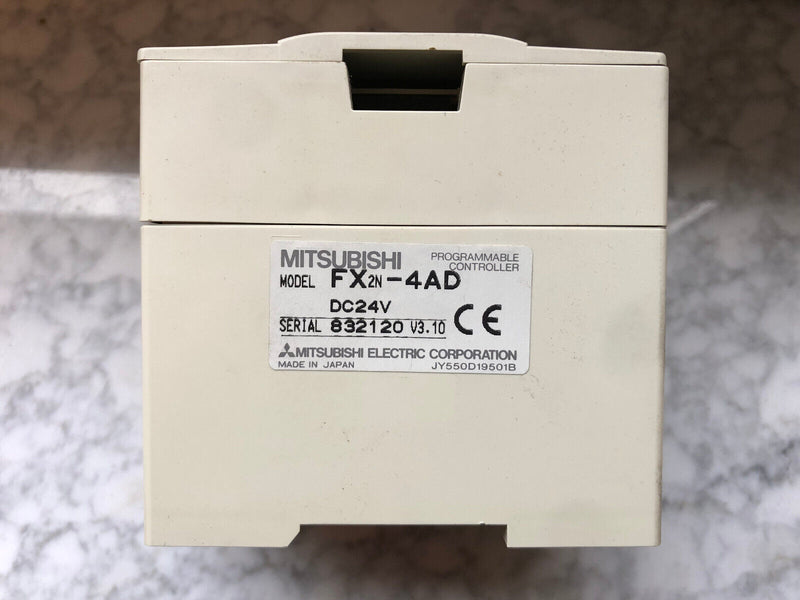 MITSUBISHI
PROGRAMMABLE
CONTROLLER
MODEL FX2N-4AD
DC24V
SERIAL 832120 V3.10 CE
MITSUBISHI ELECTRIC CORPORATION
MADE IN JAPAN JY550D19501B